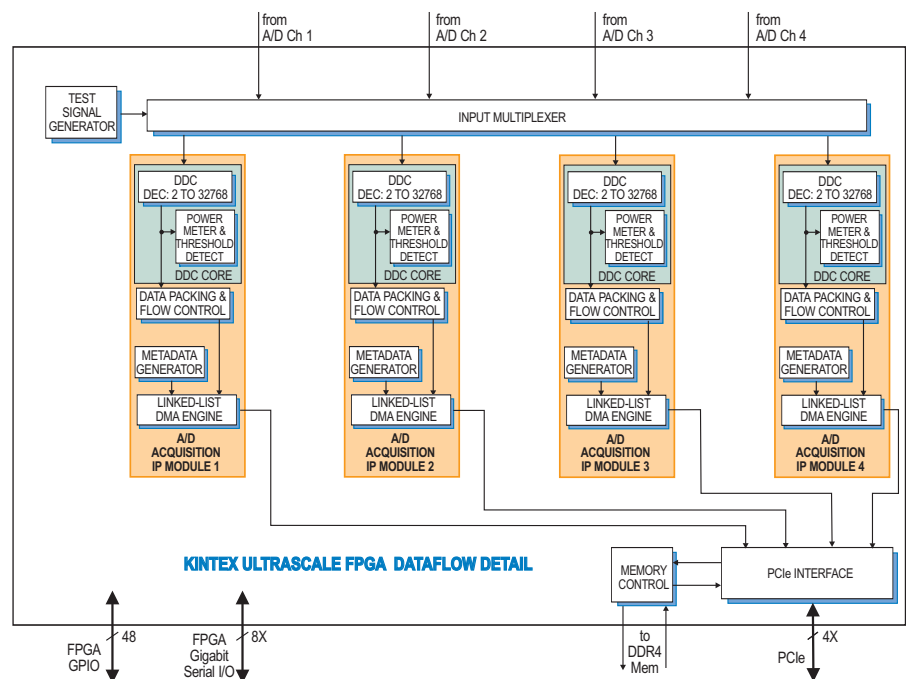 from
A/D Ch 1
from
A/D Ch 2
from
A/D Ch 3
from
A/D Ch 4
TEST
SIGNAL
GENERATOR
INPUT MULTIPLEXER
DDC
DEC: 2 TO 32768
POWER
METER &
THRESHOLD
DETECT
DDC CORE
DATA PACKING &
FLOW CONTROL
METADATA
GENERATOR
LINKED-LIST
DMA ENGINE
A/D
ACQUISITION
IP MODULE 1
DDC
DEC: 2 TO 32768
POWER
METER &
THRESHOLD
DETECT
DDC CORE
DATA PACKING &
FLOW CONTROL
METADATA
GENERATOR
LINKED-LIST
DMA ENGINE
A/D
ACQUISITION
IP MODULE 2
DDC
DEC: 2 TO 32768
POWER
METER &
THRESHOLD
DETECT
DDC CORE
DATA PACKING &
FLOW CONTROL
METADATA
GENERATOR
LINKED-LIST
DMA ENGINE
A/D
ACQUISITION
IP MODULE 3
DDC
DEC: 2 TO 32768
POWER
METER &
THRESHOLD
DETECT
DDC CORE
DATA PACKING &
FLOW CONTROL
METADATA
GENERATOR
LINKED-LIST
DMA ENGINE
A/D
ACQUISITION
IP MODULE 4
KINTEX ULTRASCALE FPGA DATAFLOW DETAIL
MEMORY
CONTROL
PCIe INTERFACE
48
FPGA
GPIO
8X
FPGA
Gigabit
Serial I/O
to
DDR4
Mem
4X
PCIe